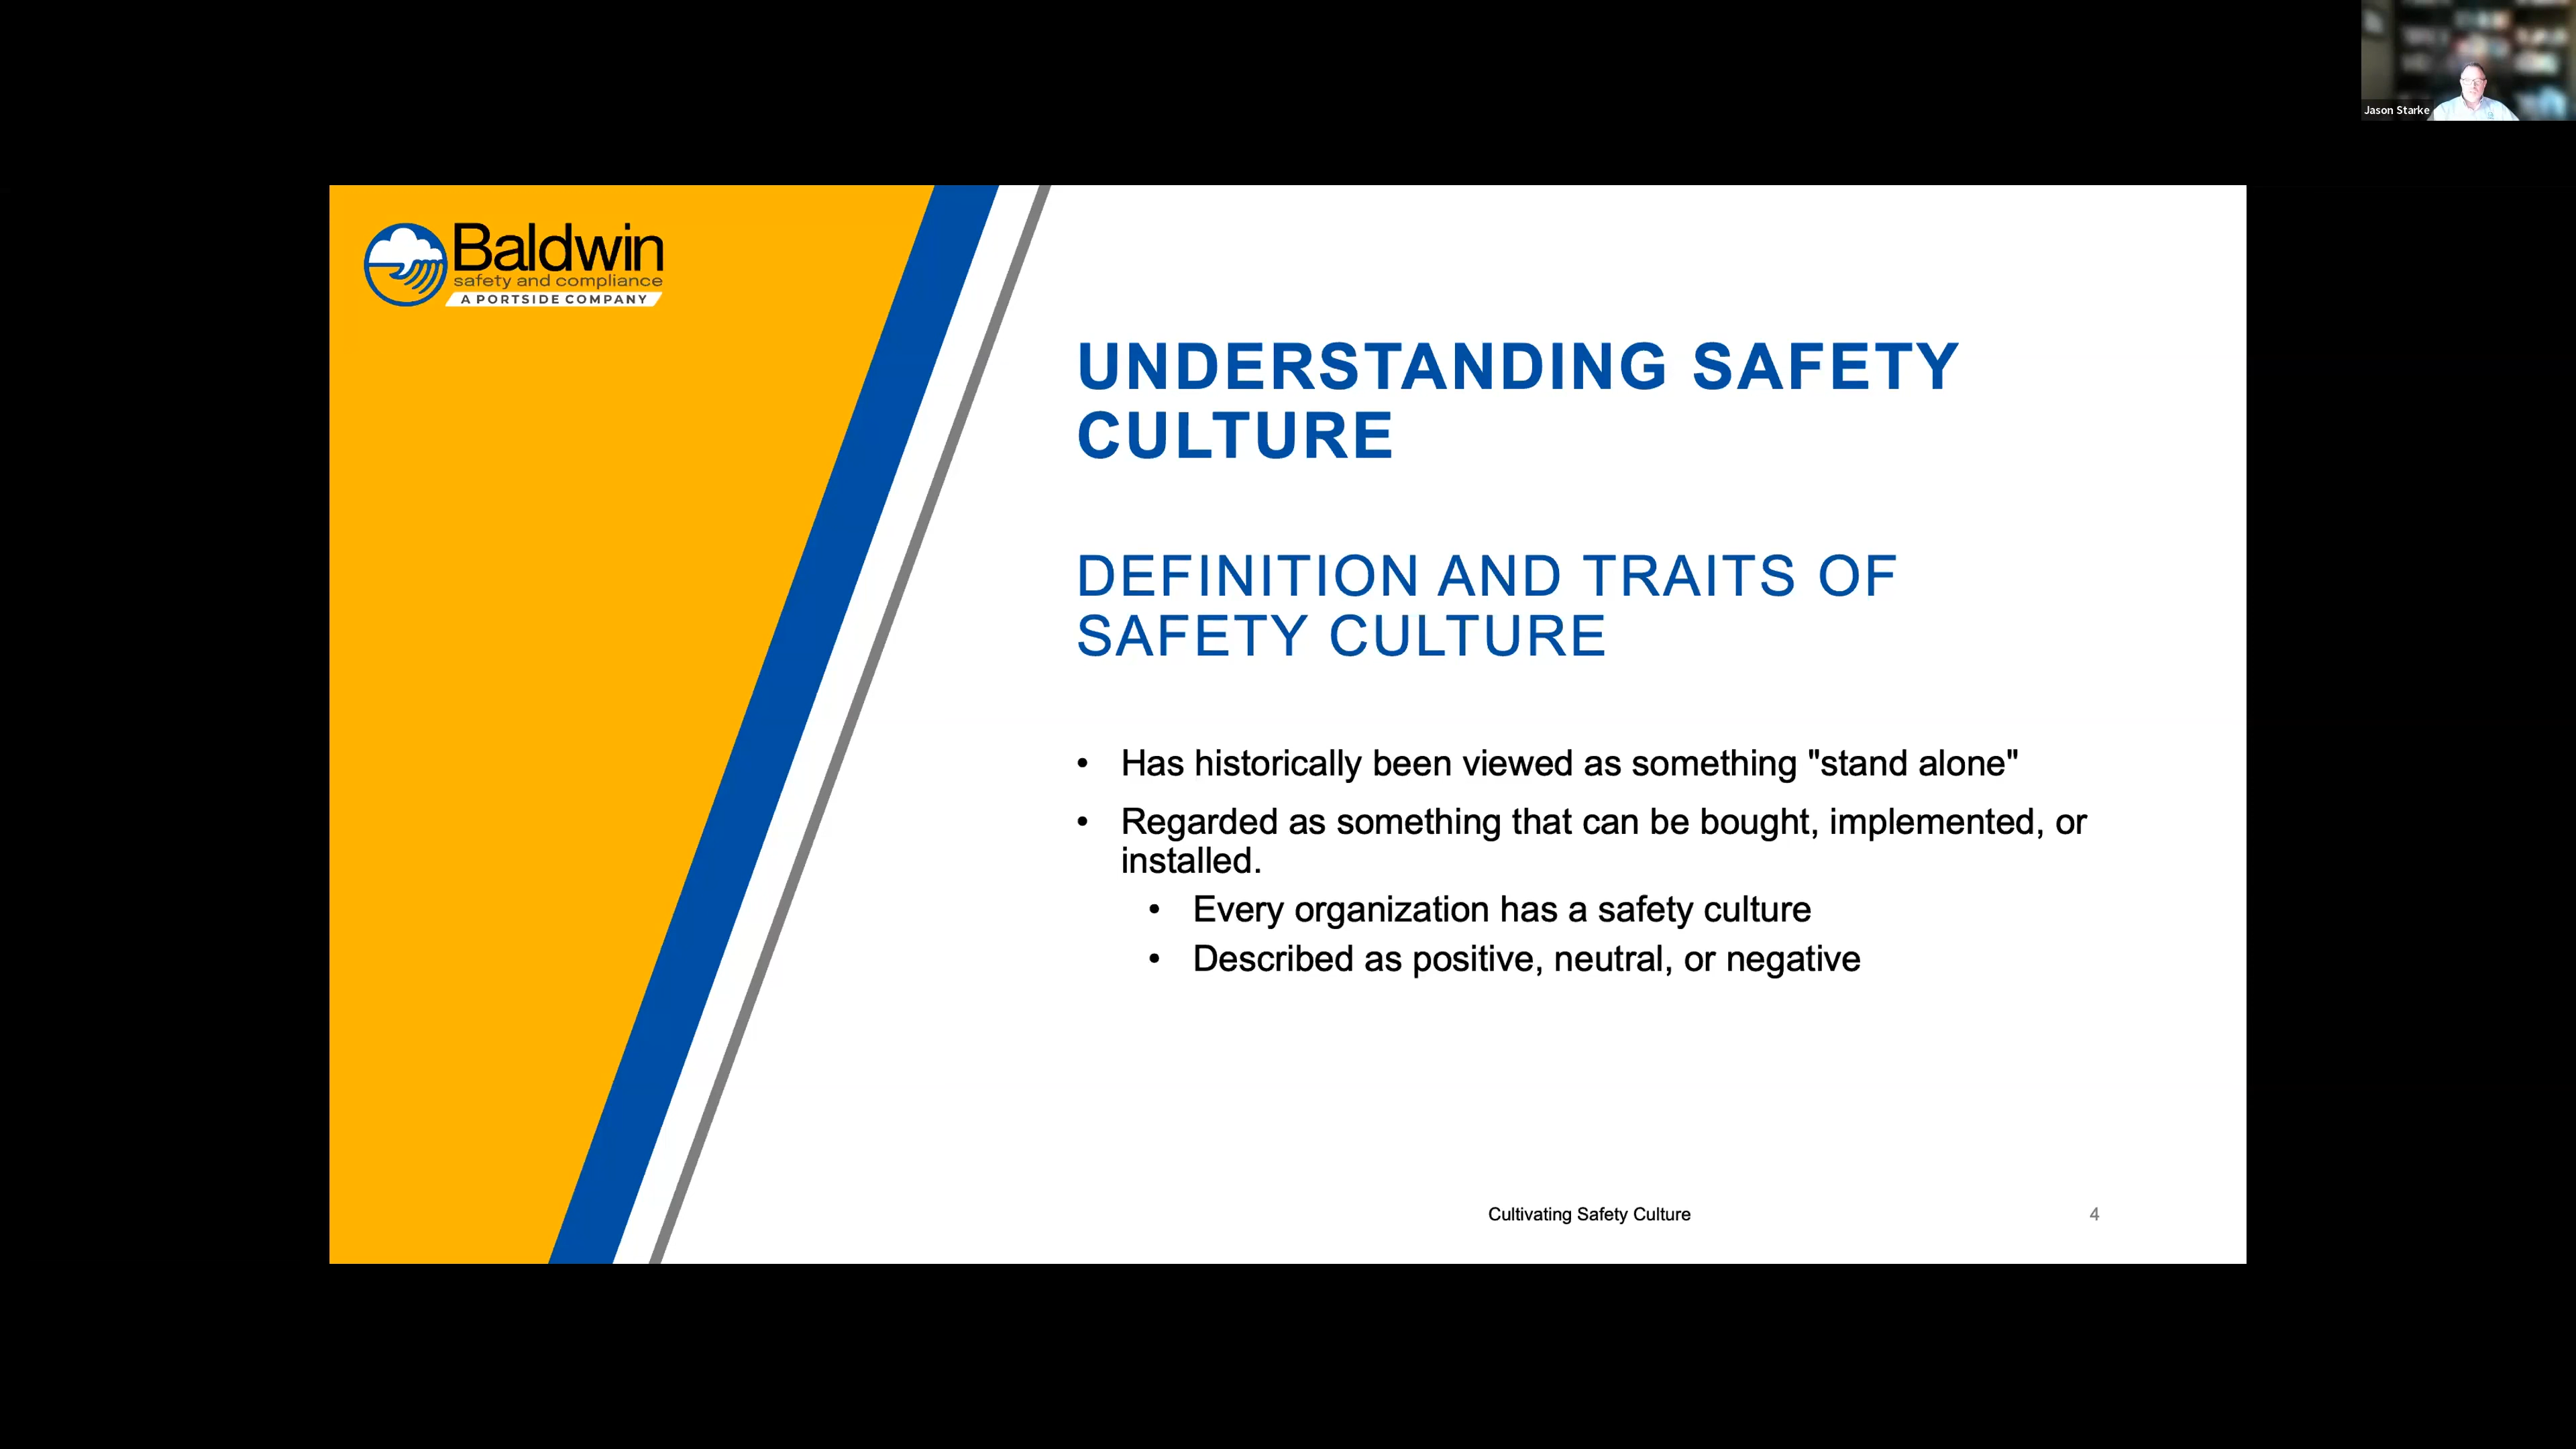 Jason Starke
Baldwin
safety and compliance
A PORTSIDE COMPANY
UNDERSTANDING SAFETY
CULTURE
DEFINITION AND TRAITS OF
SAFETY CULTURE
• Has historically been viewed as something "stand alone"
• Regarded as something that can be bought, implemented, or
installed.
• Every organization has a safety culture
• Described as positive, neutral, or negative
Cultivating Safety Culture
4